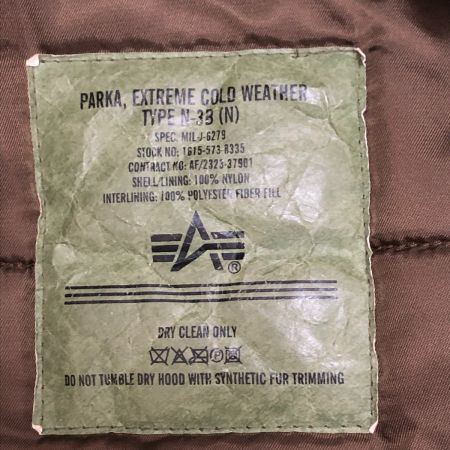 PARKA, EXTREME COLD WEATHER
TYPE N-3B (N)
SPEC. MIL-J-6279
STOCK NO: 1615-573-8335
CONTRACT NO: AF/2323-37901
SHELL/LINING: 100% NYLON
INTERLINING: 100% POLYESTER FIBER FILL
®
DRY CLEAN ONLY
DO NOT TUMBLE DRY HOOD WITH SYNTHETIC FUR TRIMMING